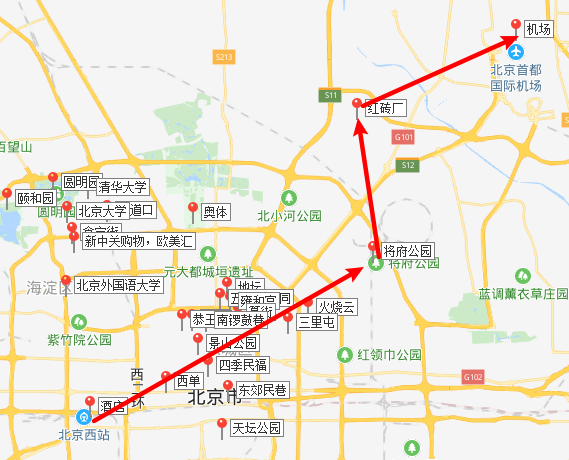 机场
S213
北京首都
国际机场
S11
红砖厂
G101
S12
百望山
圆明园
清华大学
颐和园
圆明园
北京大学
道口
奥体
北小河公园
新中关购物，欧美汇
将府公园
将府公园
元大都城垣遗址
海淀区
北京外国语大学
地坛
雍和宫
同
火烧云
蓝调薰衣草庄园
恭王
南锣鼓巷
三里屯
紫竹院公园
景山公园
红领巾公园
四季民福
西二环
西单
G102
东郊民巷
北京市
酒店
北京西站
天坛公园